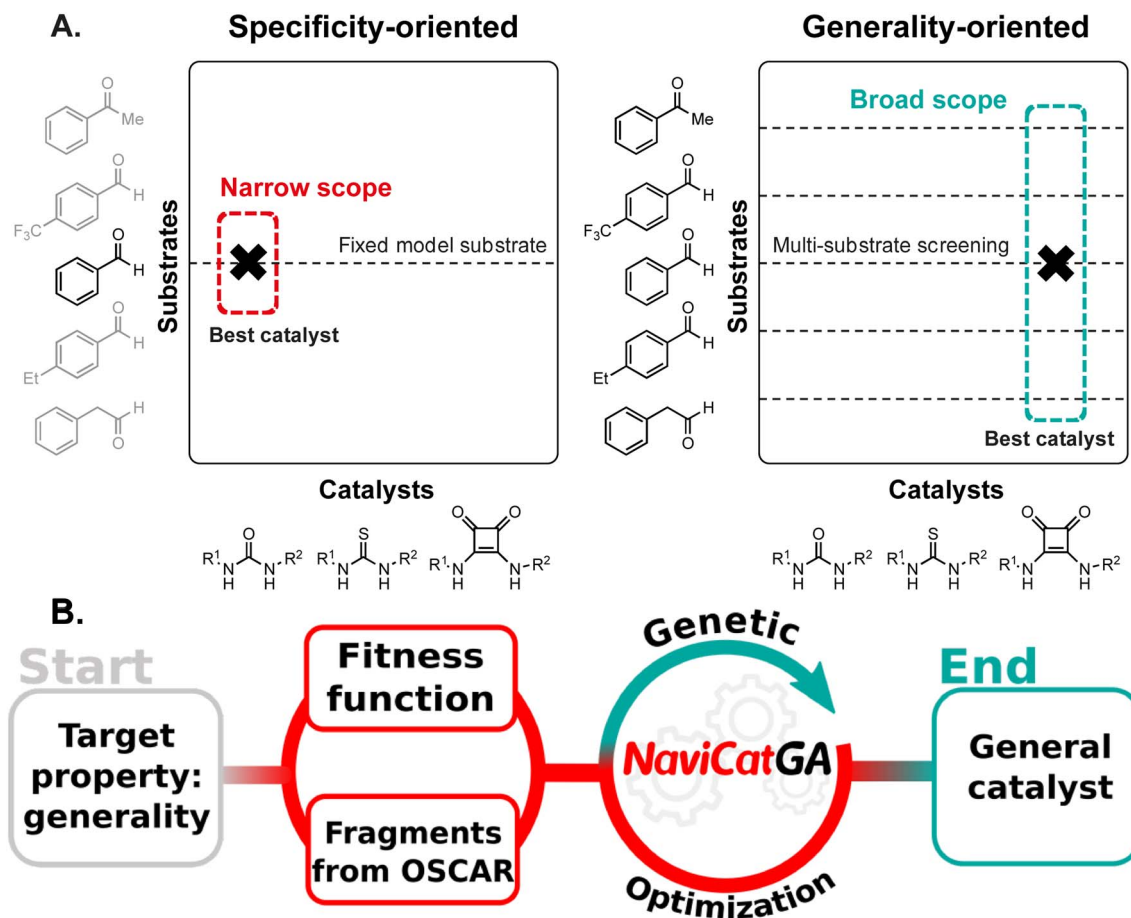 A.
Specificity-oriented
Generality-oriented
O
Me
O
H
F3C
O
H
O
H
Et
H
O
Substrates
Narrow scope
Fixed model substrate
Best catalyst
Catalysts
O
R1
N
H
N
H
R2
S
R1
N
H
N
H
R2
O
O
R1
N
H
N
H
R2
O
Me
O
H
F3C
O
H
O
H
Et
H
O
Substrates
Broad scope
Multi-substrate screening
Best catalyst
Catalysts
O
R1
N
H
N
H
R2
S
R1
N
H
N
H
R2
O
O
R1
N
H
N
H
R2
B.
Start
Target
property:
generality
Fitness
function
Fragments
from OSCAR
Genetic
NaviCatGA
Optimization
End
General
catalyst